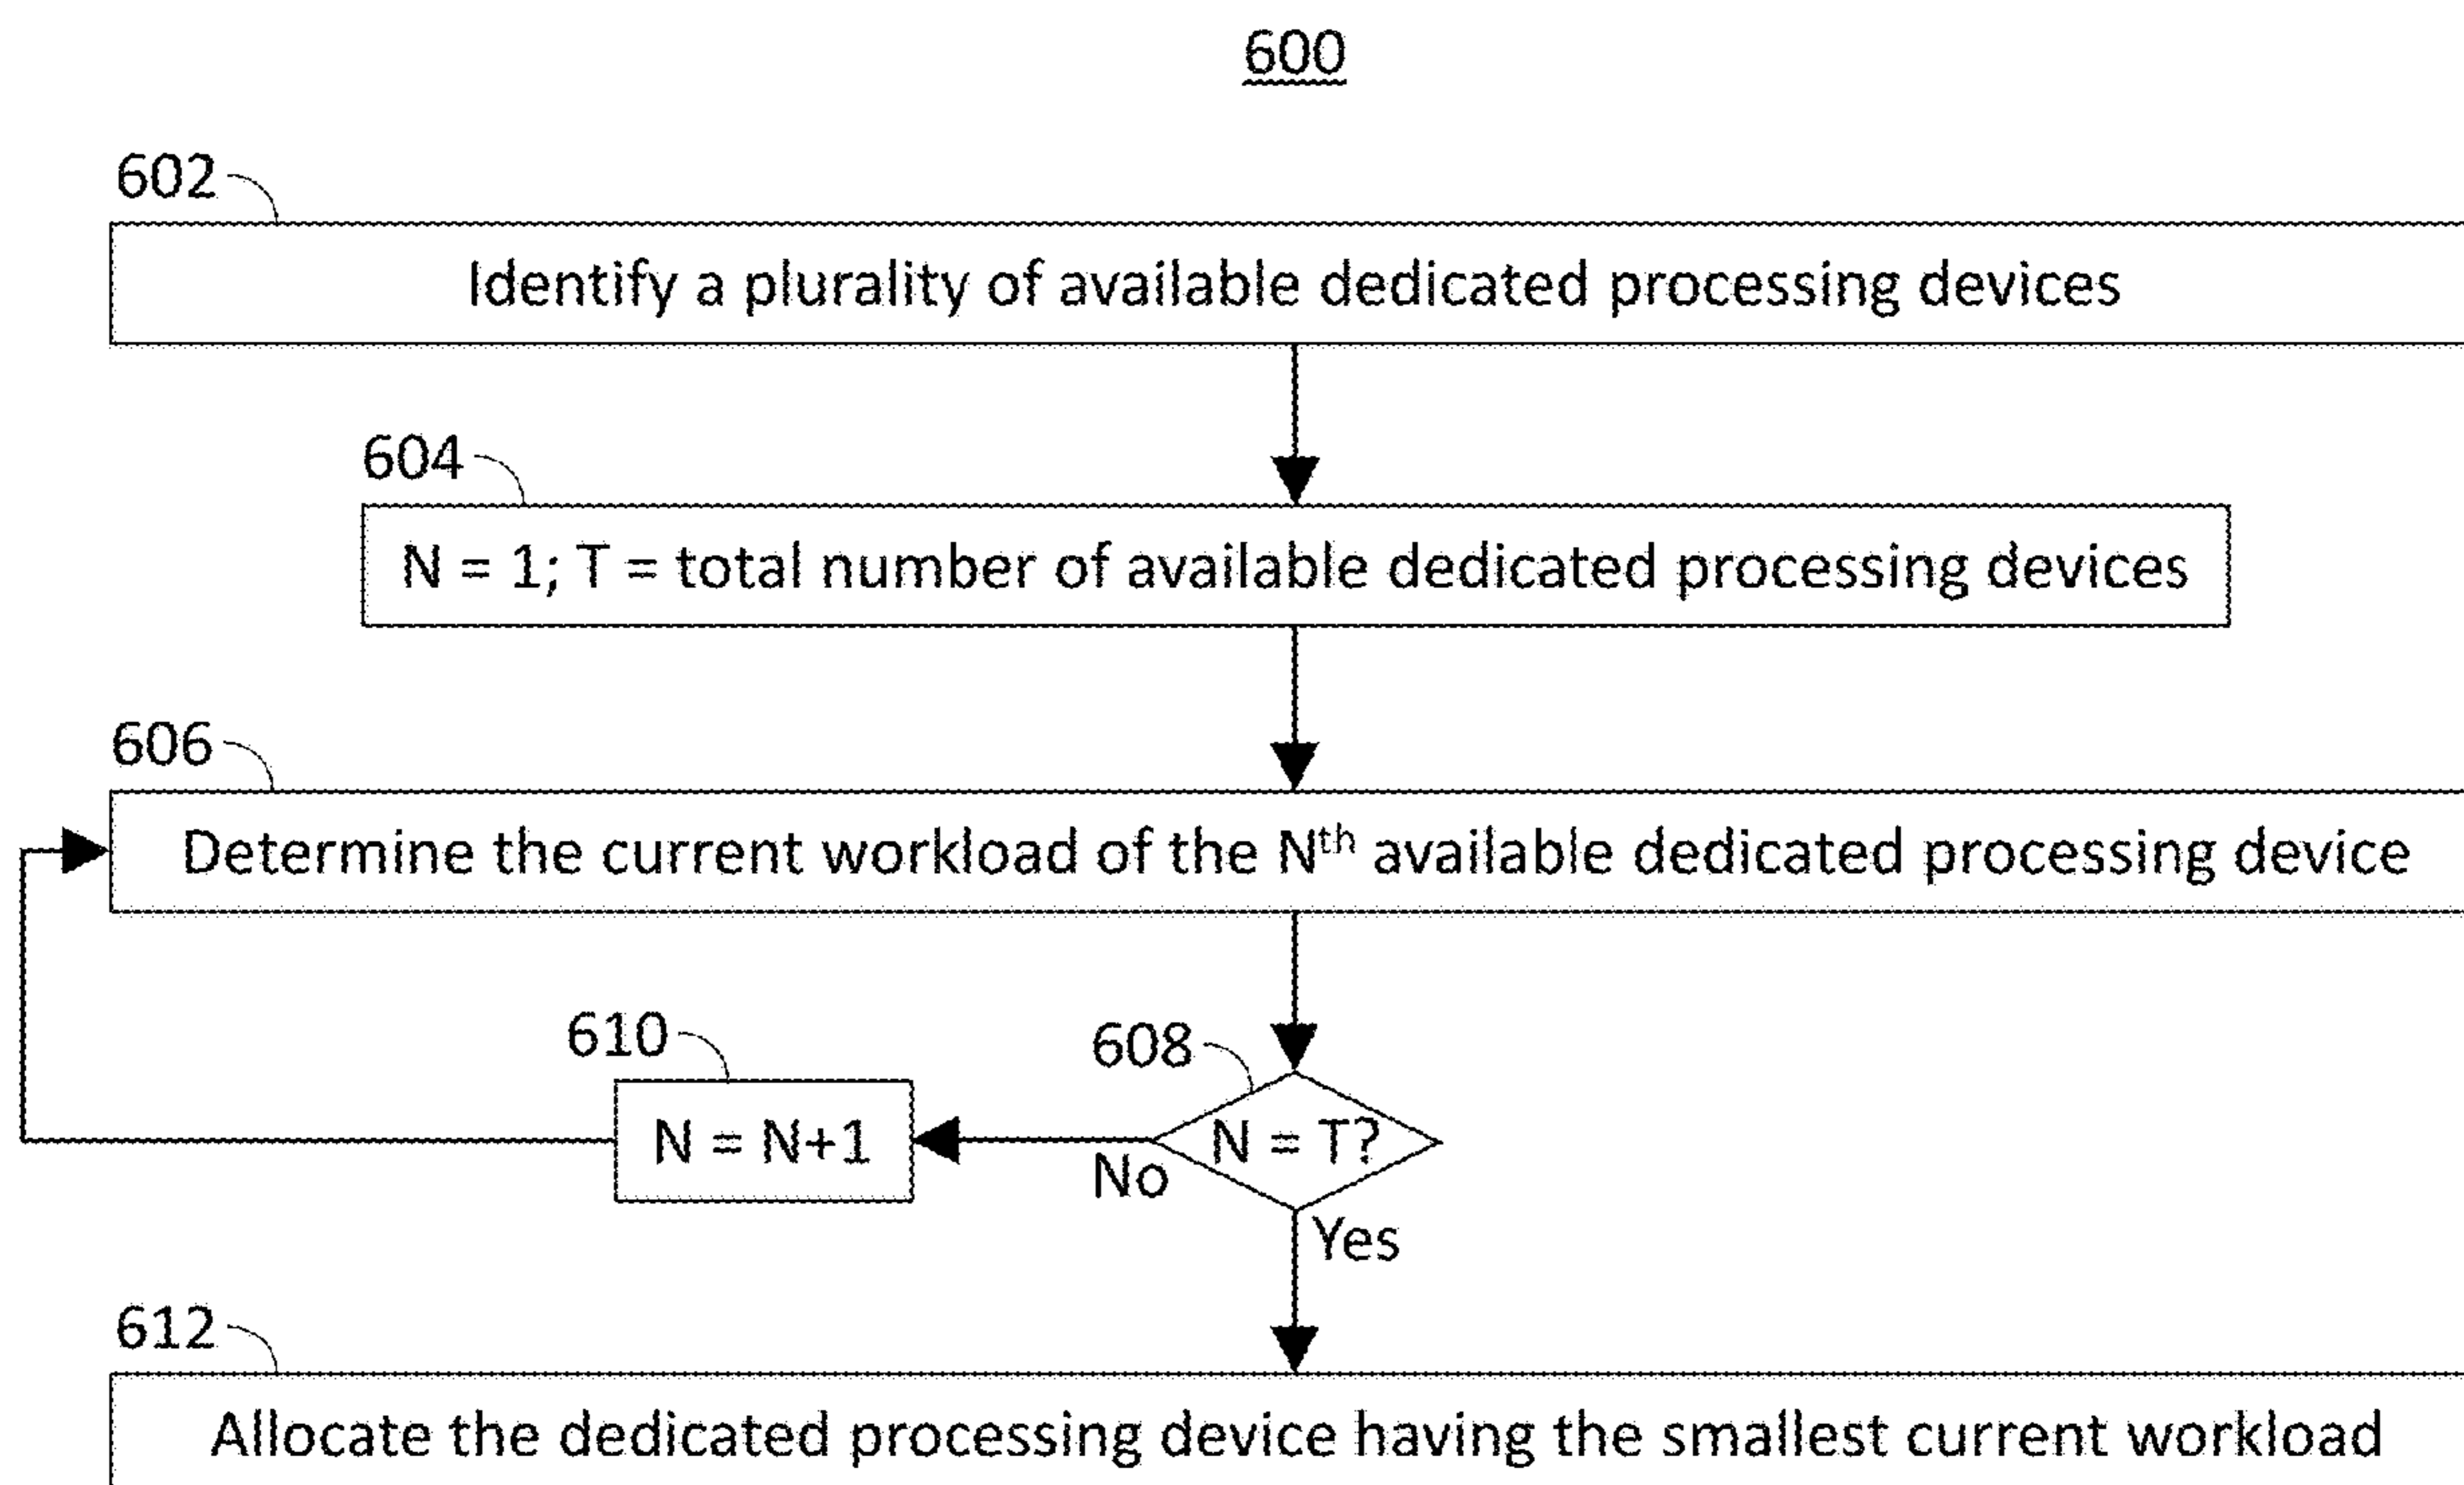 600
602
Identify a plurality of available dedicated processing devices
604
N = 1; T = total number of available dedicated processing devices
606
Determine the current workload of the Nth available dedicated processing device
610
608
N = N+1
N = T?
No
Yes
612
Allocate the dedicated processing device having the smallest current workload